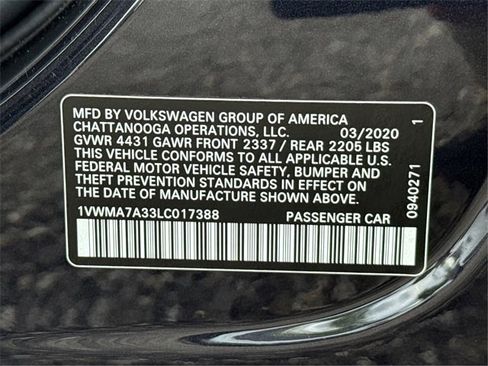 MFD BY VOLKSWAGEN GROUP OF AMERICA
CHATTANOOGA OPERATIONS, LLC. 03/2020
GVWR 4431 GAWR FRONT 2337 / REAR 2205 LBS
THIS VEHICLE CONFORMS TO ALL APPLICABLE U.S.
FEDERAL MOTOR VEHICLE SAFETY, BUMPER AND
THEFT PREVENTION STANDARDS IN EFFECT ON
THE DATE OF MANUFACTURE SHOWN ABOVE.
1VWMA7A33LC017388 PASSENGER CAR
0940271 1